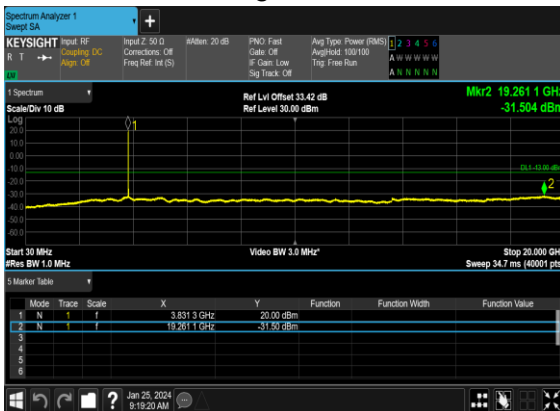 Spectrum Analyzer 1
Swept SA
+
KEYSIGHT Input: RF Input Z: 50 Ω #Atten: 20 dB PNO: Fast Avg Type: Power (RMS) 1 2 3 4 5 6
R T Coupling: DC Corrections: Off Gate: Off Avg|Hold: 100/100 A W W W W W
Align: Off Freq Ref: Int (S) IF Gain: Low Trig: Free Run
LV Sig Track: Off A N N N N N
1 Spectrum Ref Lvl Offset 33.42 dB Mkr2 19.261 1 GHz
Scale/Div 10 dB Ref Level 30.00 dBm -31.504 dBm
Log
20.0 1
10.0
0.00
-10.0 DL1 -13.00 dBm
-20.0 2
-30.0
-40.0
-50.0
-60.0
Start 30 MHz Video BW 3.0 MHz* Stop 20.000 GHz
#Res BW 1.0 MHz Sweep 34.7 ms (40001 pts)
5 Marker Table
Mode Trace Scale X Y Function Function Width Function Value
1 N 1 f 3.831 3 GHz 20.00 dBm
2 N 1 f 19.261 1 GHz -31.50 dBm
3
4
5
6
? Jan 25, 2024
9:19:20 AM